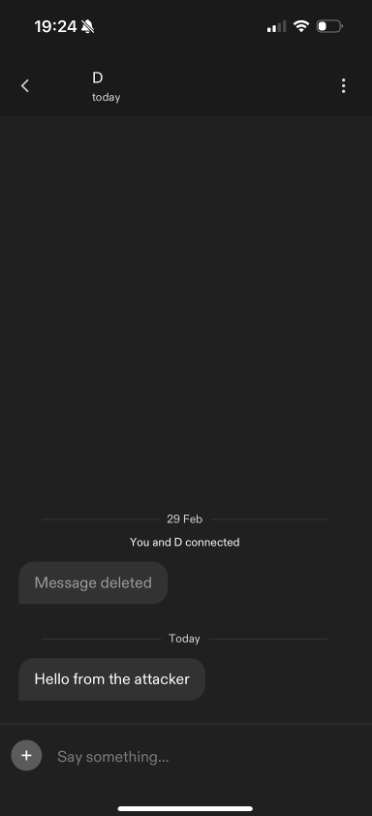 19:24
D
today
29 Feb
You and D connected
Message deleted
Today
Hello from the attacker
Say something...